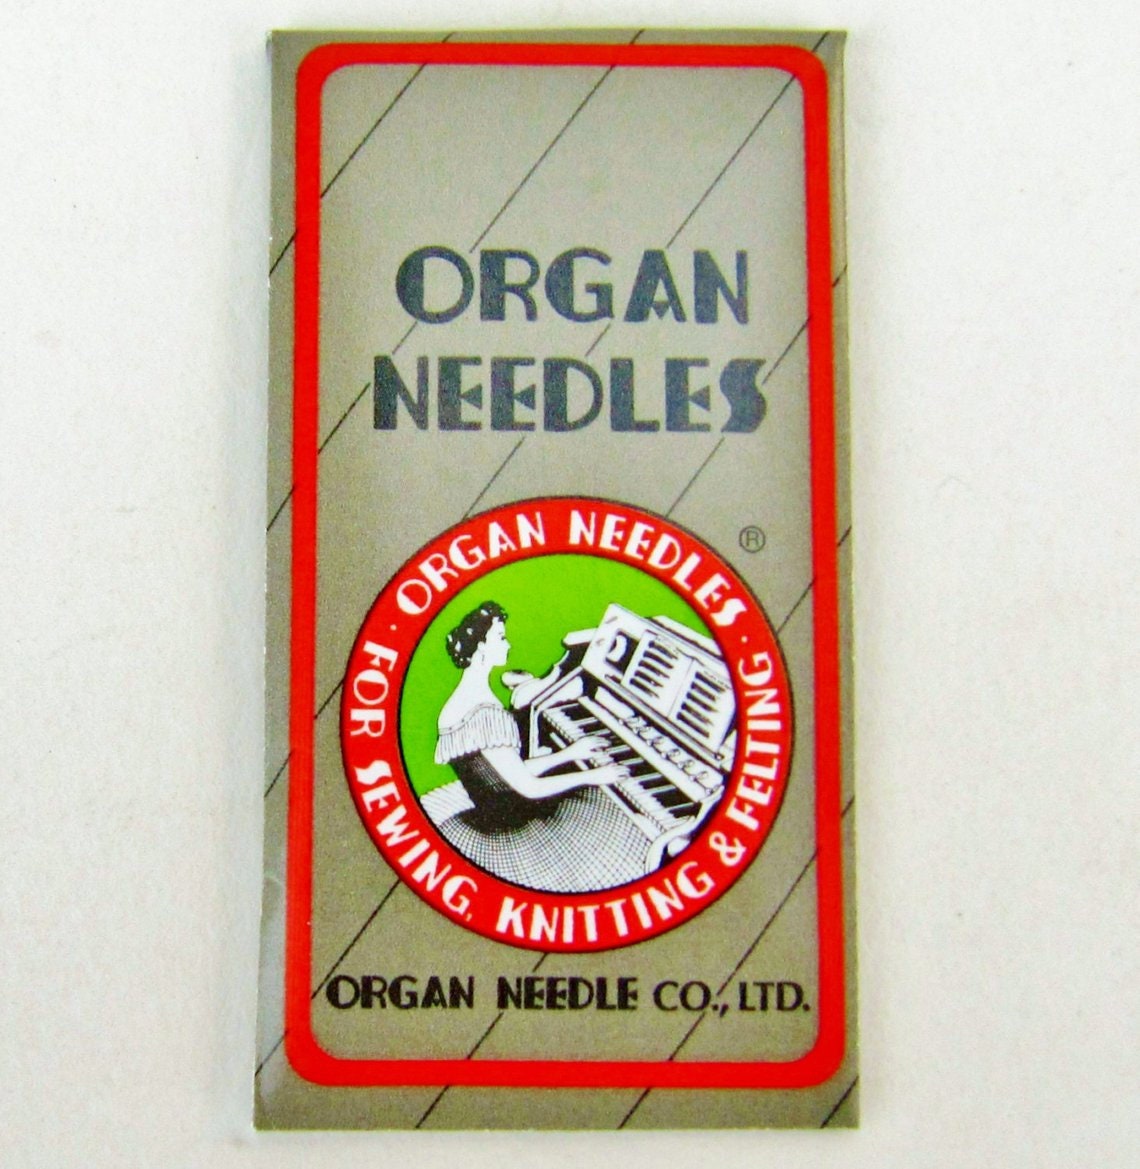 ORGAN
NEEDLES
®
· ORGAN NEEDLES ·
FOR SEWING, KNITTING & FELTING
ORGAN NEEDLE CO., LTD.